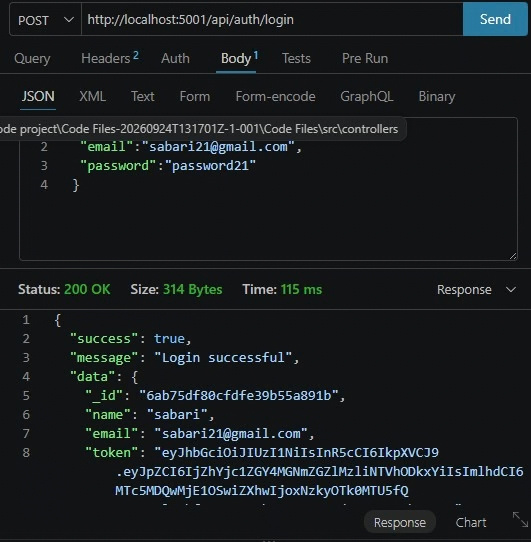 POST http://localhost:5001/api/auth/login Send
Query Headers 2 Auth Body 1 Tests Pre Run
JSON XML Text Form Form-encode GraphQL Binary
ode project\Code Files-20260924T131701Z-1-001\Code Files\src\controllers
2 "email":"sabari21@gmail.com",
3 "password":"password21"
4 }
Status: 200 OK Size: 314 Bytes Time: 115 ms Response
1 {
2 "success": true,
3 "message": "Login successful",
4 "data": {
5 "_id": "6ab75df80cfdfe39b55a891b",
6 "name": "sabari",
7 "email": "sabari21@gmail.com",
8 "token": "eyJhbGciOiJIUzI1NiIsInR5cCI6IkpXVCJ9
.eyJpZCI6IjZhYjc1ZGY4MGNmZGZlMzliNTVhODkxYiIsImlhdCI6
MTc5MDQwMjE1OSwiZXhwIjoxNzkyOTk0MTU5fQ
Response Chart